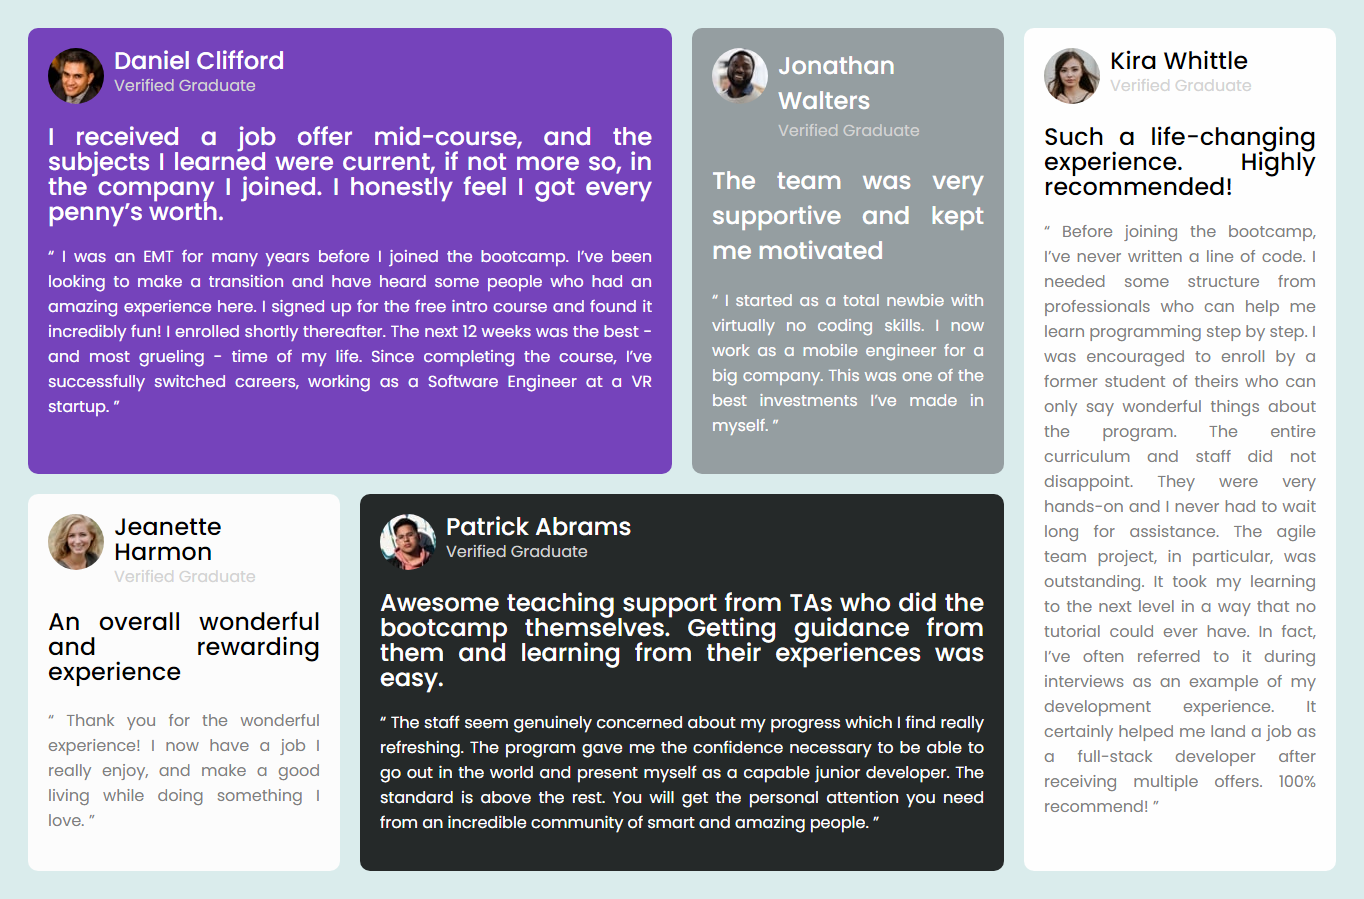 Daniel Clifford
Verified Graduate
I received a job offer mid-course, and the
subjects I learned were current, if not more so, in
the company I joined. I honestly feel I got every
penny’s worth.
“ I was an EMT for many years before I joined the bootcamp. I’ve been
looking to make a transition and have heard some people who had an
amazing experience here. I signed up for the free intro course and found it
incredibly fun! I enrolled shortly thereafter. The next 12 weeks was the best -
and most grueling - time of my life. Since completing the course, I’ve
successfully switched careers, working as a Software Engineer at a VR
startup. ”
Jonathan
Walters
Verified Graduate
The team was very
supportive and kept
me motivated
“ I started as a total newbie with
virtually no coding skills. I now
work as a mobile engineer for a
big company. This was one of the
best investments I’ve made in
myself. ”
Kira Whittle
Verified Graduate
Such a life-changing
experience. Highly
recommended!
“ Before joining the bootcamp,
I’ve never written a line of code. I
needed some structure from
professionals who can help me
learn programming step by step. I
was encouraged to enroll by a
former student of theirs who can
only say wonderful things about
the program. The entire
curriculum and staff did not
disappoint. They were very
hands-on and I never had to wait
long for assistance. The agile
team project, in particular, was
outstanding. It took my learning
to the next level in a way that no
tutorial could ever have. In fact,
I’ve often referred to it during
interviews as an example of my
development experience. It
certainly helped me land a job as
a full-stack developer after
receiving multiple offers. 100%
recommend! ”
Jeanette
Harmon
Verified Graduate
An overall wonderful
and rewarding
experience
“ Thank you for the wonderful
experience! I now have a job I
really enjoy, and make a good
living while doing something I
love. ”
Patrick Abrams
Verified Graduate
Awesome teaching support from TAs who did the
bootcamp themselves. Getting guidance from
them and learning from their experiences was
easy.
“ The staff seem genuinely concerned about my progress which I find really
refreshing. The program gave me the confidence necessary to be able to
go out in the world and present myself as a capable junior developer. The
standard is above the rest. You will get the personal attention you need
from an incredible community of smart and amazing people. ”